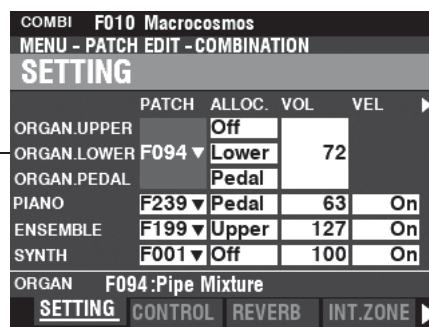 COMBI F010 Macrocosmos
MENU - PATCH EDIT - COMBINATION
SETTING
PATCH ALLOC. VOL VEL ▶
ORGAN.UPPER Off
ORGAN.LOWER F094 ▼ Lower 72
ORGAN.PEDAL Pedal
PIANO F239 ▼ Pedal 63 On
ENSEMBLE F199 ▼ Upper 127 On
SYNTH F001 ▼ Off 100 On
ORGAN F094:Pipe Mixture
SETTING CONTROL REVERB INT.ZONE ▶